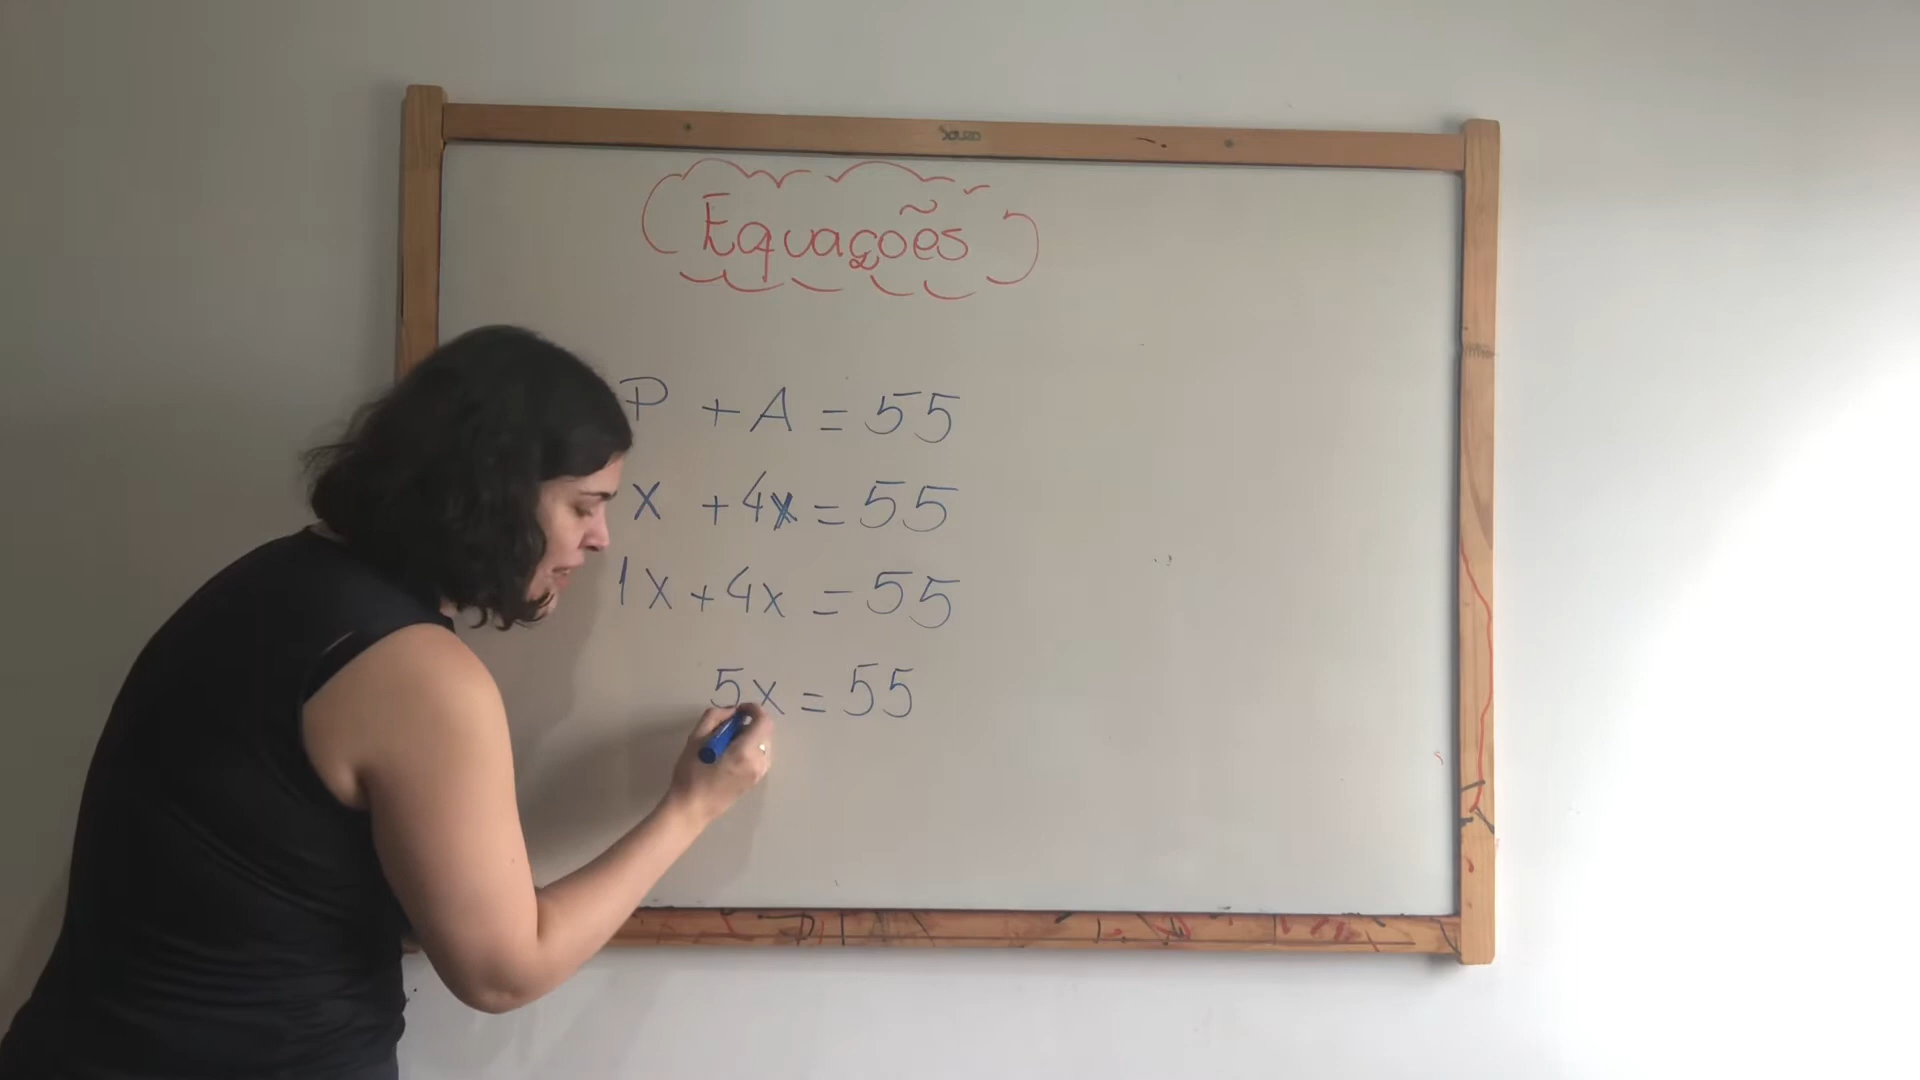 Equações
P + A = 55
x + 4x = 55
1x + 4x = 55
5x = 55